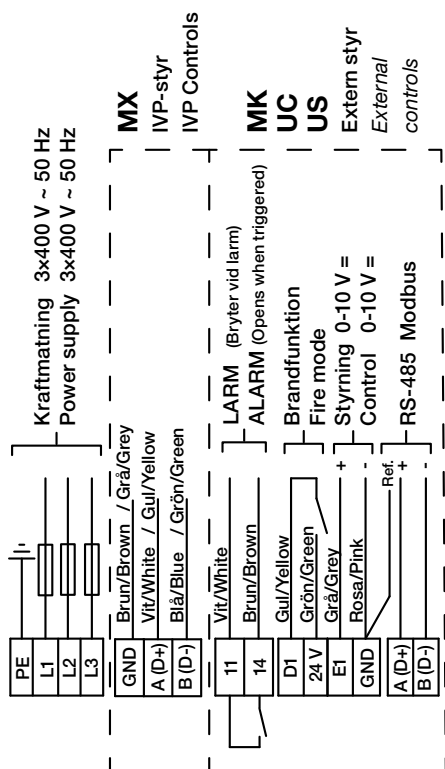 PE
L1
L2
L3
Kraftmatning 3x400 V ~ 50 Hz
Power supply 3x400 V ~ 50 Hz
GND
A (D+)
B (D-)
Brun/Brown / Grå/Grey
Vit/White / Gul/Yellow
Blå/Blue / Grön/Green
MX
IVP-styr
IVP Controls
11
14
Vit/White
Brun/Brown
LARM (Bryter vid larm)
ALARM (Opens when triggered)
D1
24 V
Gul/Yellow
Grön/Green
Brandfunktion
Fire mode
E1
GND
Grå/Grey
Rosa/Pink
+
-
Styrning 0-10 V =
Control 0-10 V =
A (D+)
B (D-)
Ref.
+
-
RS-485 Modbus
MK
UC
US
Extern styr
External
controls